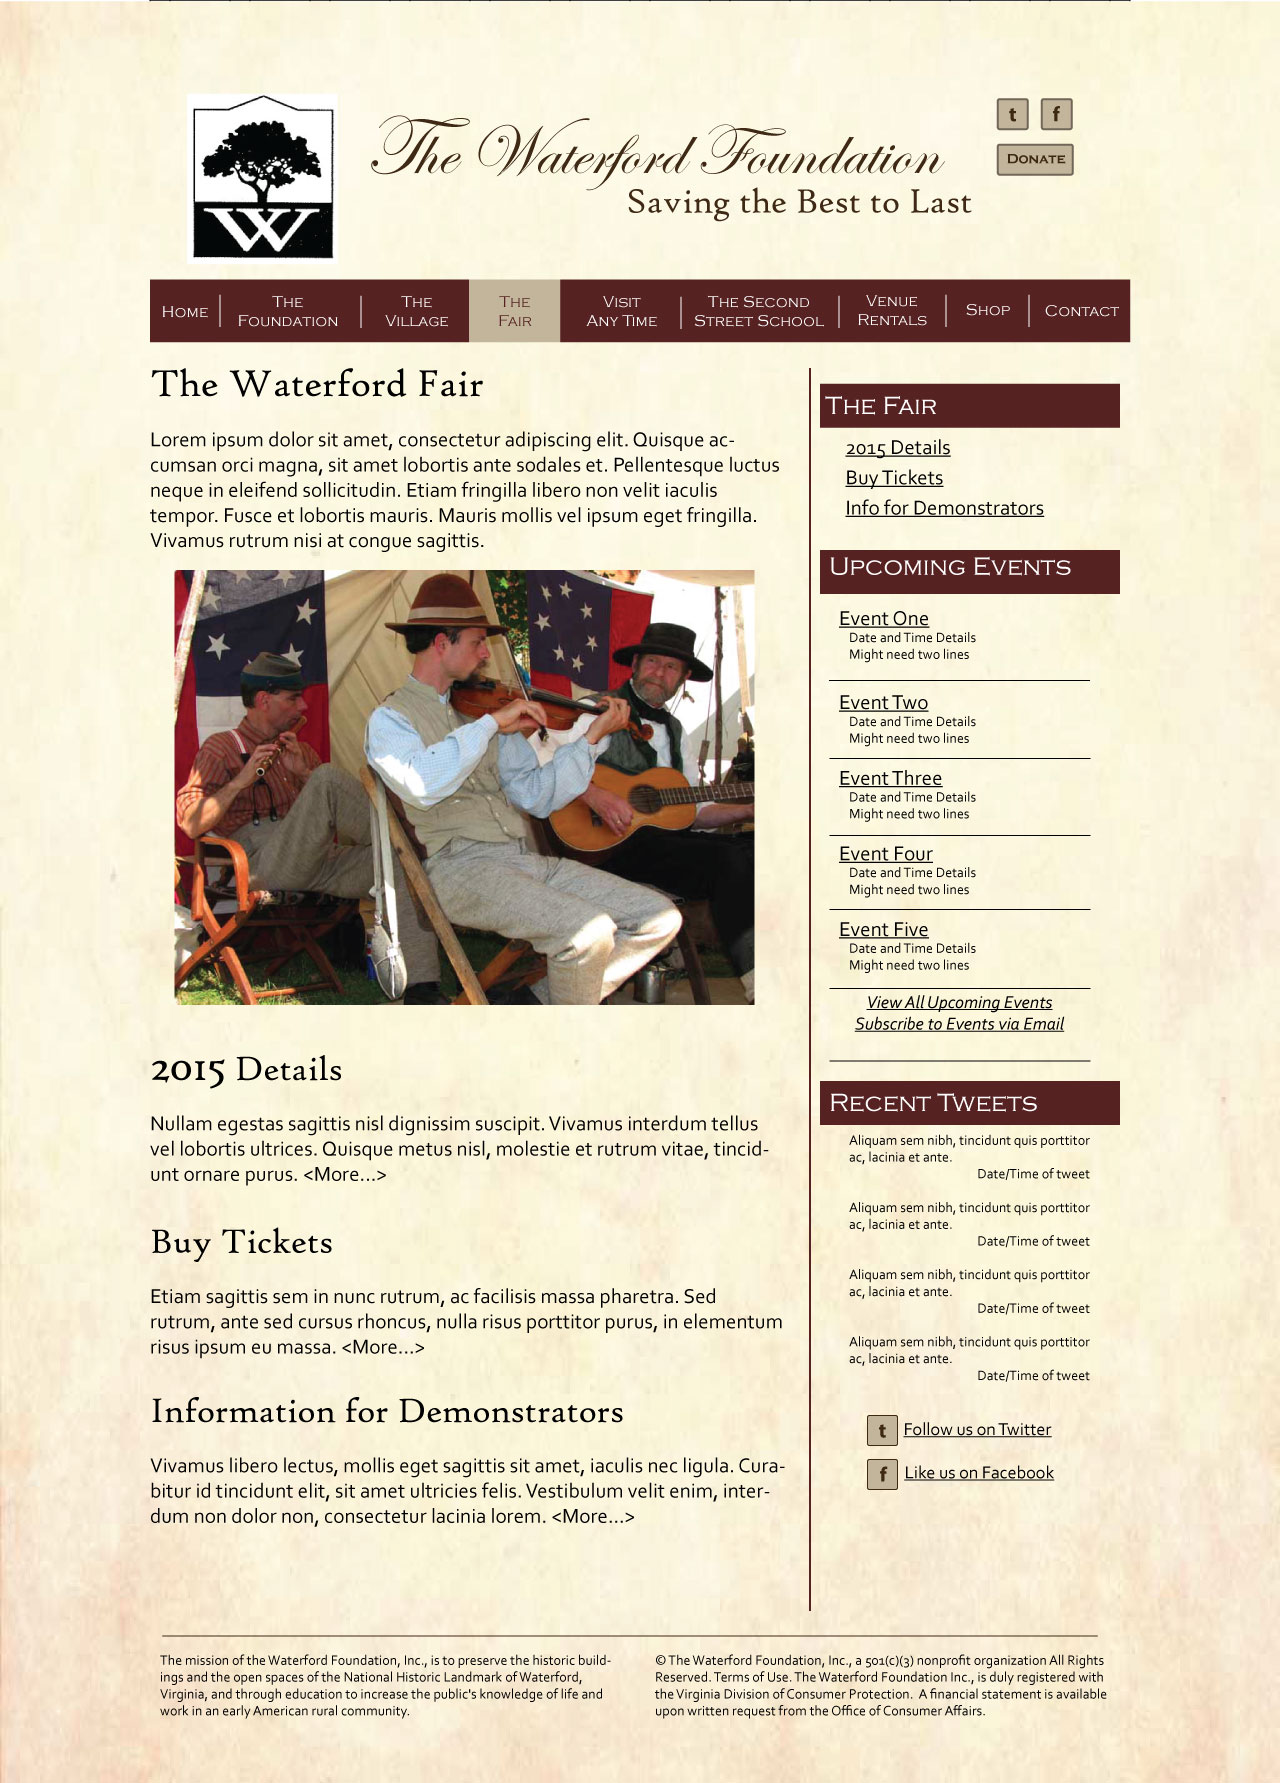 The Waterford Foundation
Saving the Best to Last
t
f
Donate
W
Home
The
Foundation
The
Village
The
Fair
Visit
Any Time
The Second
Street School
Venue
Rentals
Shop
Contact
The Waterford Fair
Lorem ipsum dolor sit amet, consectetur adipiscing elit. Quisque ac-
cumsan orci magna, sit amet lobortis ante sodales et. Pellentesque luctus
neque in eleifend sollicitudin. Etiam fringilla libero non velit iaculis
tempor. Fusce et lobortis mauris. Mauris mollis vel ipsum eget fringilla.
Vivamus rutrum nisi at congue sagittis.
2015 Details
Nullam egestas sagittis nisl dignissim suscipit. Vivamus interdum tellus
vel lobortis ultrices. Quisque metus nisl, molestie et rutrum vitae, tincid-
unt ornare purus. <More...>
Buy Tickets
Etiam sagittis sem in nunc rutrum, ac facilisis massa pharetra. Sed
rutrum, ante sed cursus rhoncus, nulla risus porttitor purus, in elementum
risus ipsum eu massa. <More...>
Information for Demonstrators
Vivamus libero lectus, mollis eget sagittis sit amet, iaculis nec ligula. Cura-
bitur id tincidunt elit, sit amet ultricies felis. Vestibulum velit enim, inter-
dum non dolor non, consectetur lacinia lorem. <More...>
The Fair
2015 Details
Buy Tickets
Info for Demonstrators
Upcoming Events
Event One
Date and Time Details
Might need two lines
Event Two
Date and Time Details
Might need two lines
Event Three
Date and Time Details
Might need two lines
Event Four
Date and Time Details
Might need two lines
Event Five
Date and Time Details
Might need two lines
View All Upcoming Events
Subscribe to Events via Email
Recent Tweets
Aliquam sem nibh, tincidunt quis porttitor
ac, lacinia et ante.
Date/Time of tweet
Aliquam sem nibh, tincidunt quis porttitor
ac, lacinia et ante.
Date/Time of tweet
Aliquam sem nibh, tincidunt quis porttitor
ac, lacinia et ante.
Date/Time of tweet
Aliquam sem nibh, tincidunt quis porttitor
ac, lacinia et ante.
Date/Time of tweet
t Follow us on Twitter
f Like us on Facebook
The mission of the Waterford Foundation, Inc., is to preserve the historic build-
ings and the open spaces of the National Historic Landmark of Waterford,
Virginia, and through education to increase the public's knowledge of life and
work in an early American rural community.
© The Waterford Foundation, Inc., a 501(c)(3) nonprofit organization All Rights
Reserved. Terms of Use. The Waterford Foundation Inc., is duly registered with
the Virginia Division of Consumer Protection. A financial statement is available
upon written request from the Office of Consumer Affairs.